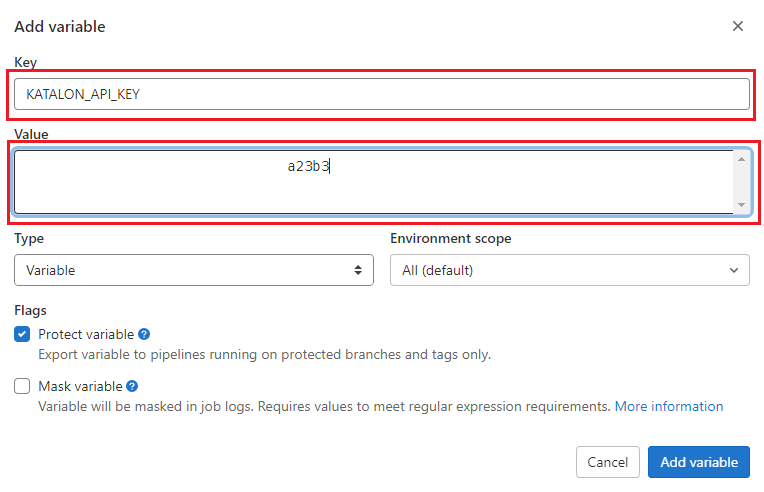 Add variable
Key
KATALON_API_KEY
Value
a23b3
Type
Environment scope
Variable
All (default)
Flags
Protect variable ?
Export variable to pipelines running on protected branches and tags only.
Mask variable ?
Variable will be masked in job logs. Requires values to meet regular expression requirements. More information
Cancel
Add variable